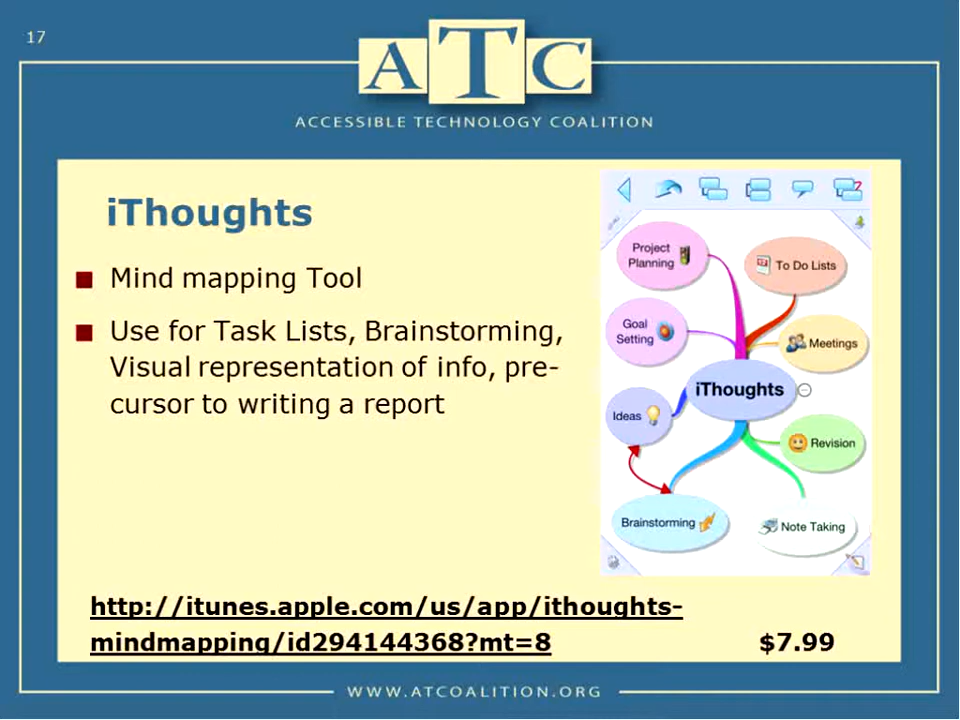 17
ATC
ACCESSIBLE TECHNOLOGY COALITION
iThoughts
Mind mapping Tool
Use for Task Lists, Brainstorming,
Visual representation of info, pre-
cursor to writing a report
Project
Planning
To Do Lists
Goal
Setting
Meetings
iThoughts
Ideas
Revision
Brainstorming
Note Taking
http://itunes.apple.com/us/app/ithoughts-
mindmapping/id294144368?mt=8 $7.99
WWW.ATCOALITION.ORG